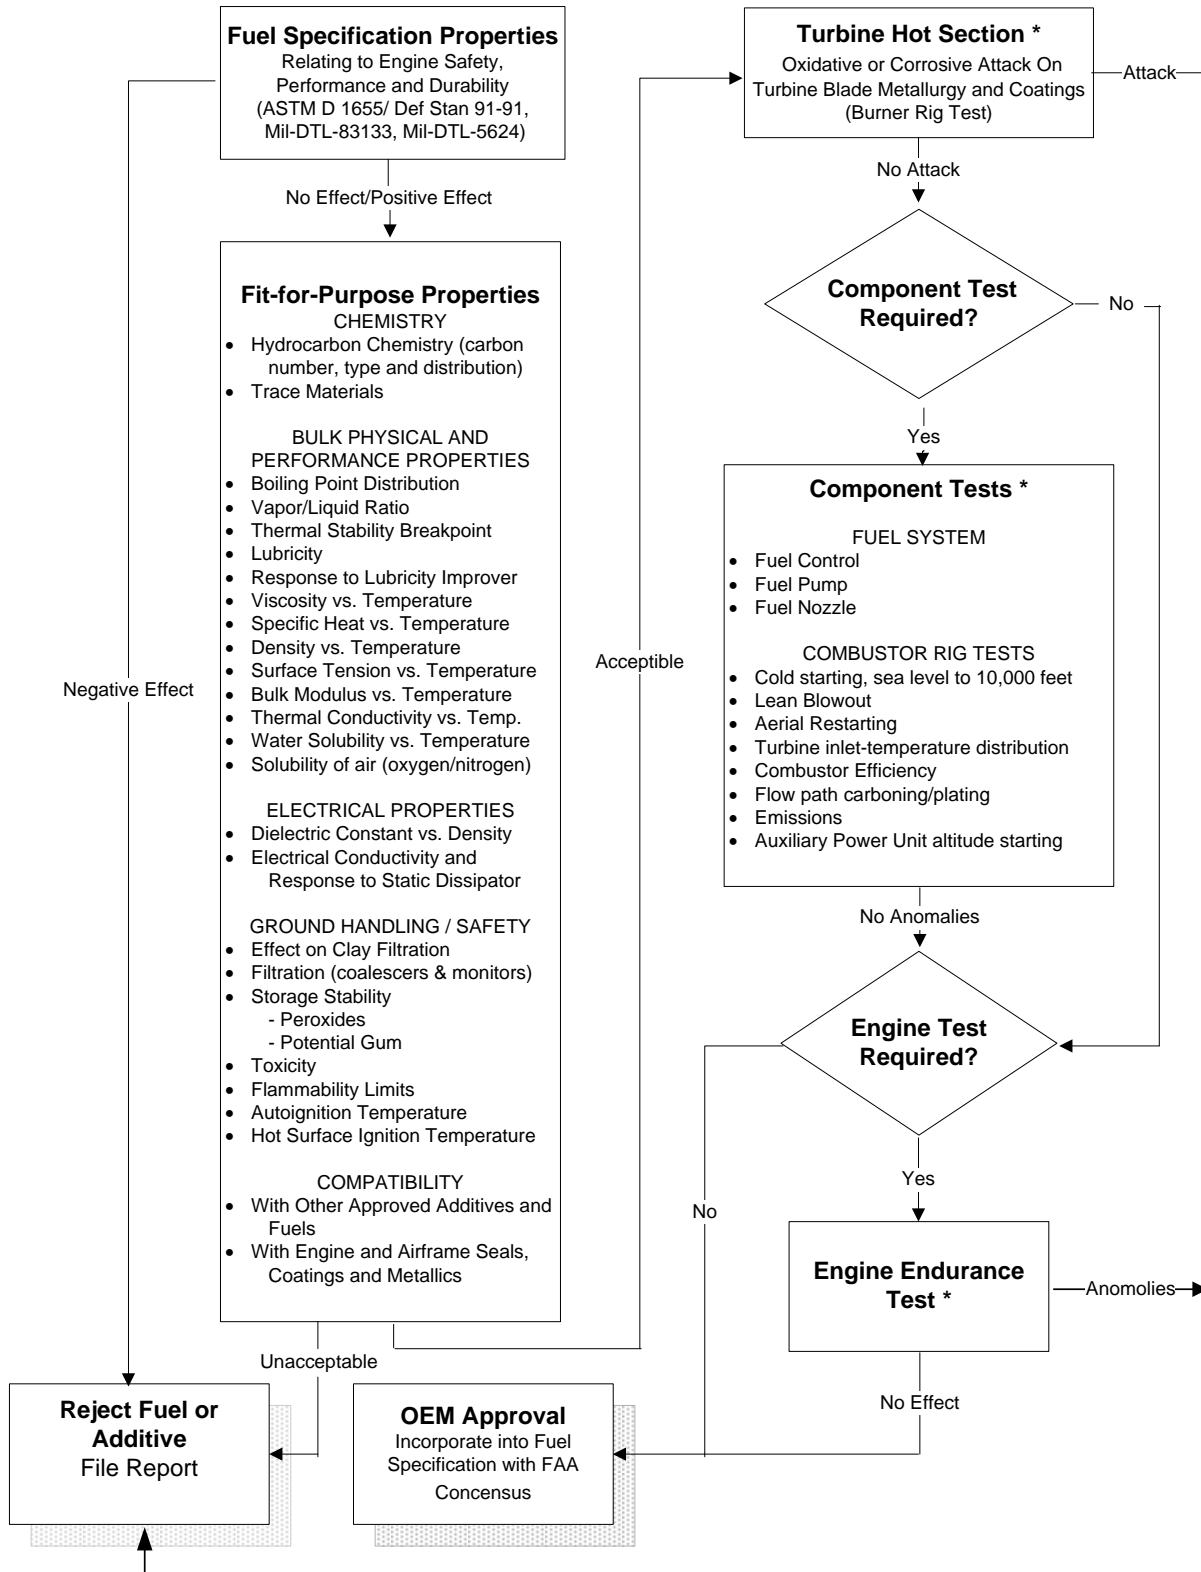 Fuel Specification Properties
Relating to Engine Safety,
Performance and Durability
(ASTM D 1655/ Def Stan 91-91,
Mil-DTL-83133, Mil-DTL-5624)
No Effect/Positive Effect
Negative Effect
Fit-for-Purpose Properties
CHEMISTRY
• Hydrocarbon Chemistry (carbon
number, type and distribution)
• Trace Materials
BULK PHYSICAL AND
PERFORMANCE PROPERTIES
• Boiling Point Distribution
• Vapor/Liquid Ratio
• Thermal Stability Breakpoint
• Lubricity
• Response to Lubricity Improver
• Viscosity vs. Temperature
• Specific Heat vs. Temperature
• Density vs. Temperature
• Surface Tension vs. Temperature
• Bulk Modulus vs. Temperature
• Thermal Conductivity vs. Temp.
• Water Solubility vs. Temperature
• Solubility of air (oxygen/nitrogen)
ELECTRICAL PROPERTIES
• Dielectric Constant vs. Density
• Electrical Conductivity and
Response to Static Dissipator
GROUND HANDLING / SAFETY
• Effect on Clay Filtration
• Filtration (coalescers & monitors)
• Storage Stability
- Peroxides
- Potential Gum
• Toxicity
• Flammability Limits
• Autoignition Temperature
• Hot Surface Ignition Temperature
COMPATIBILITY
• With Other Approved Additives and
Fuels
• With Engine and Airframe Seals,
Coatings and Metallics
Unacceptable
Acceptible
Reject Fuel or
Additive
File Report
Turbine Hot Section *
Oxidative or Corrosive Attack On
Turbine Blade Metallurgy and Coatings
(Burner Rig Test)
Attack
No Attack
Component Test
Required?
No
Yes
Component Tests *
FUEL SYSTEM
• Fuel Control
• Fuel Pump
• Fuel Nozzle
COMBUSTOR RIG TESTS
• Cold starting, sea level to 10,000 feet
• Lean Blowout
• Aerial Restarting
• Turbine inlet-temperature distribution
• Combustor Efficiency
• Flow path carboning/plating
• Emissions
• Auxiliary Power Unit altitude starting
No Anomalies
Engine Test
Required?
Yes
No
Engine Endurance
Test *
Anomolies
No Effect
OEM Approval
Incorporate into Fuel
Specification with FAA
Concensus